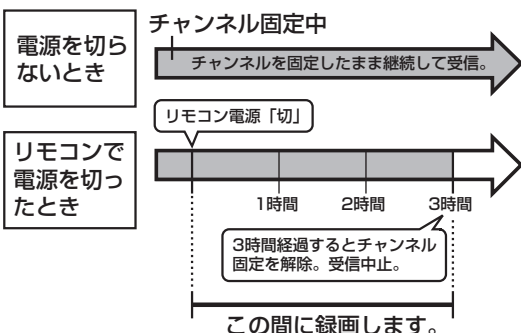 電源を切ら
ないとき
チャンネル固定中
チャンネルを固定したまま継続して受信。
リモコン電源「切」
リモコンで
電源を切っ
たとき
1時間
2時間
3時間
3時間経過するとチャンネル
固定を解除。受信中止。
この間に録画します。